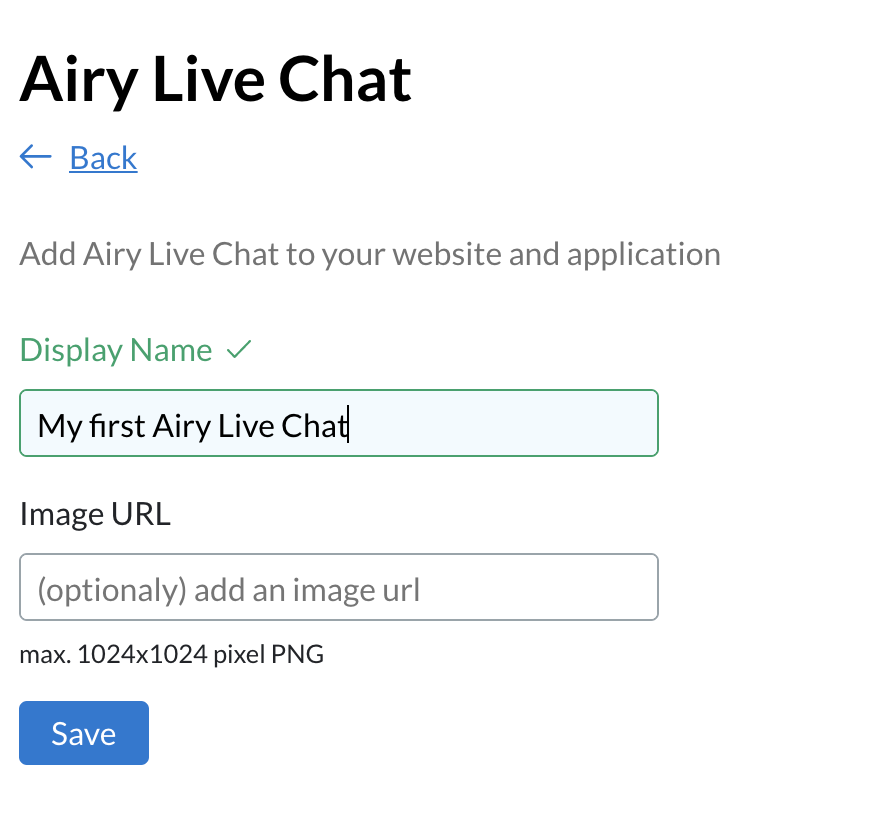 Airy Live Chat
← Back
Add Airy Live Chat to your website and application
Display Name ✓
My first Airy Live Chat
Image URL
(optionaly) add an image url
max. 1024x1024 pixel PNG
Save